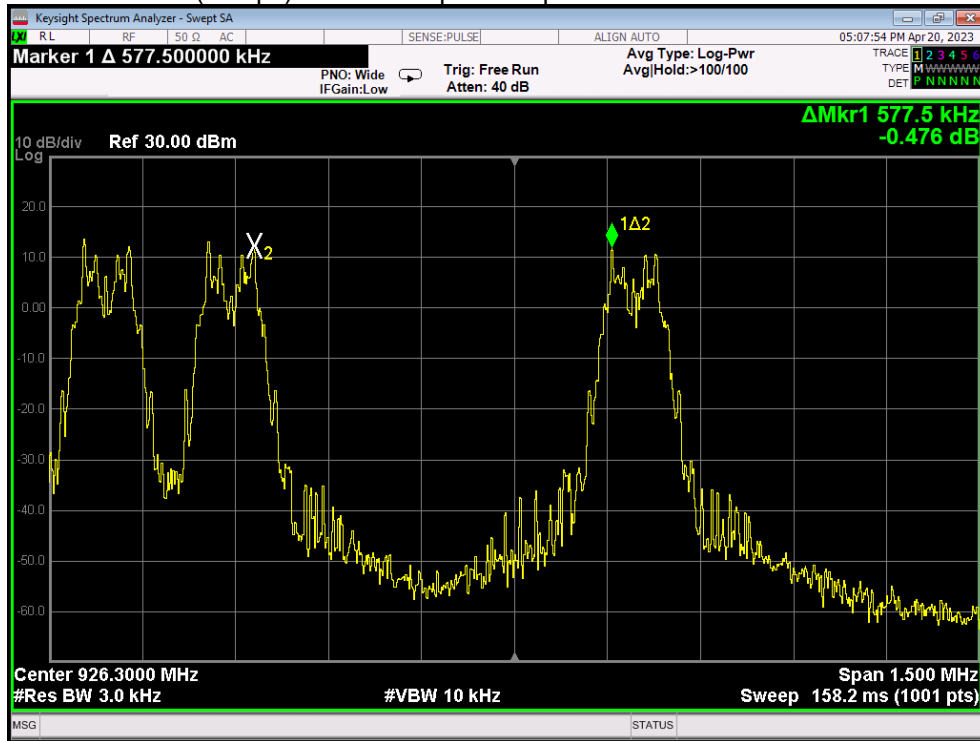 Keysight Spectrum Analyzer - Swept SA
LXI RL RF 50 Ω AC SENSE:PULSE ALIGN AUTO 05:07:54 PM Apr 20, 2023
Marker 1 Δ 577.500000 kHz
PNO: Wide
IFGain:Low
Trig: Free Run
Atten: 40 dB
Avg Type: Log-Pwr
Avg|Hold:>100/100
TRACE 1 2 3 4 5 6
TYPE M WWWWW
DET P N N N N N
ΔMkr1 577.5 kHz
-0.476 dB
10 dB/div Ref 30.00 dBm
Log
20.0
10.0
0.00
-10.0
-20.0
-30.0
-40.0
-50.0
-60.0
X2
1Δ2
Center 926.3000 MHz
Span 1.500 MHz
#Res BW 3.0 kHz
#VBW 10 kHz
Sweep 158.2 ms (1001 pts)
MSG
STATUS